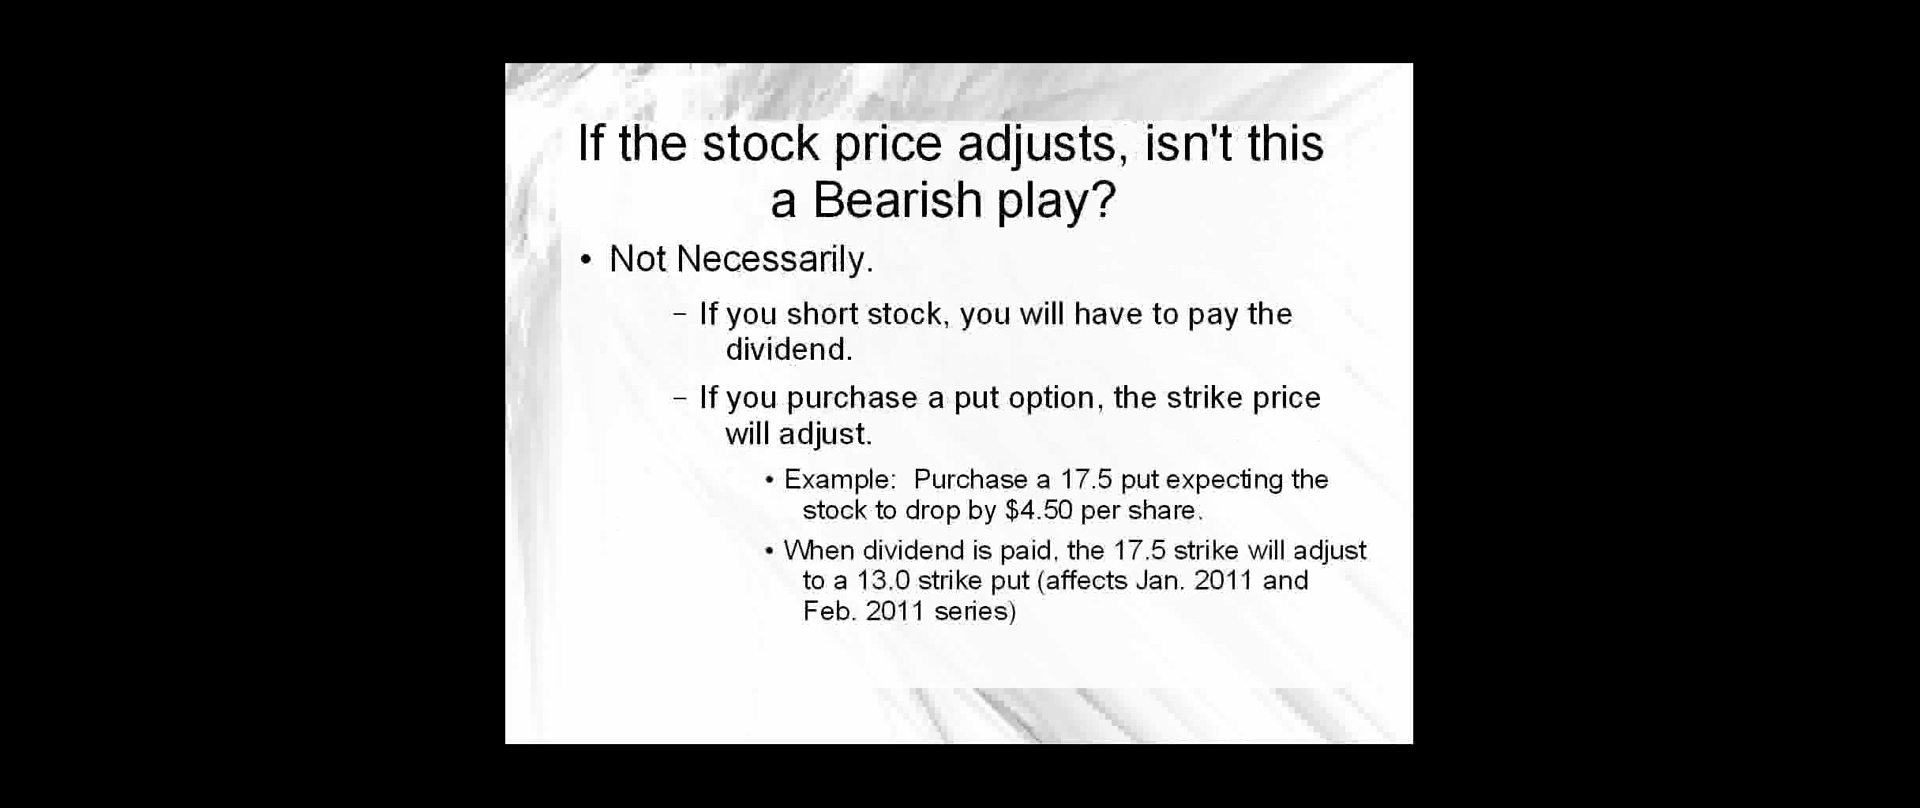 If the stock price adjusts, isn't this
a Bearish play?
• Not Necessarily.
– If you short stock, you will have to pay the
dividend.
– If you purchase a put option, the strike price
will adjust.
• Example:  Purchase a 17.5 put expecting the
stock to drop by $4.50 per share.
• When dividend is paid, the 17.5 strike will adjust
to a 13.0 strike put (affects Jan. 2011 and
Feb. 2011 series)